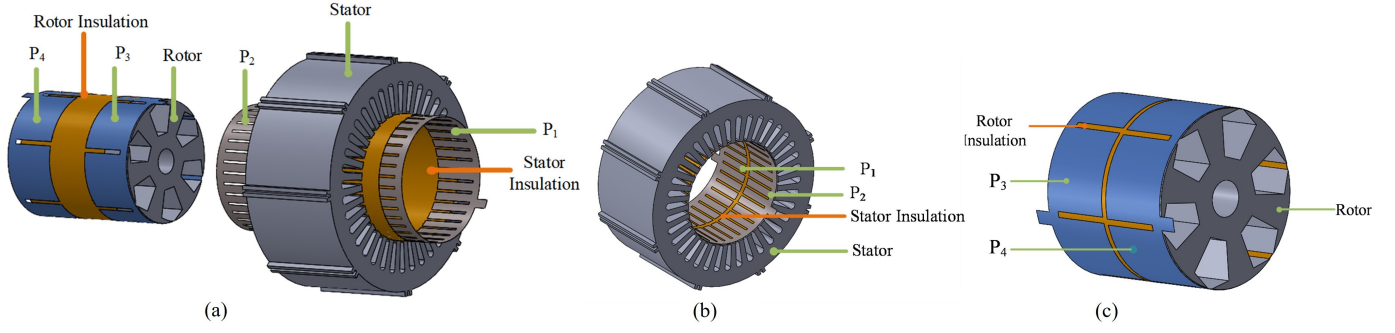 Rotor Insulation
P₄
P₃
Rotor
P₂
Stator
P₁
Stator
Insulation
(a)
P₁
P₂
Stator Insulation
Stator
(b)
Rotor
Insulation
P₃
P₄
Rotor
(c)